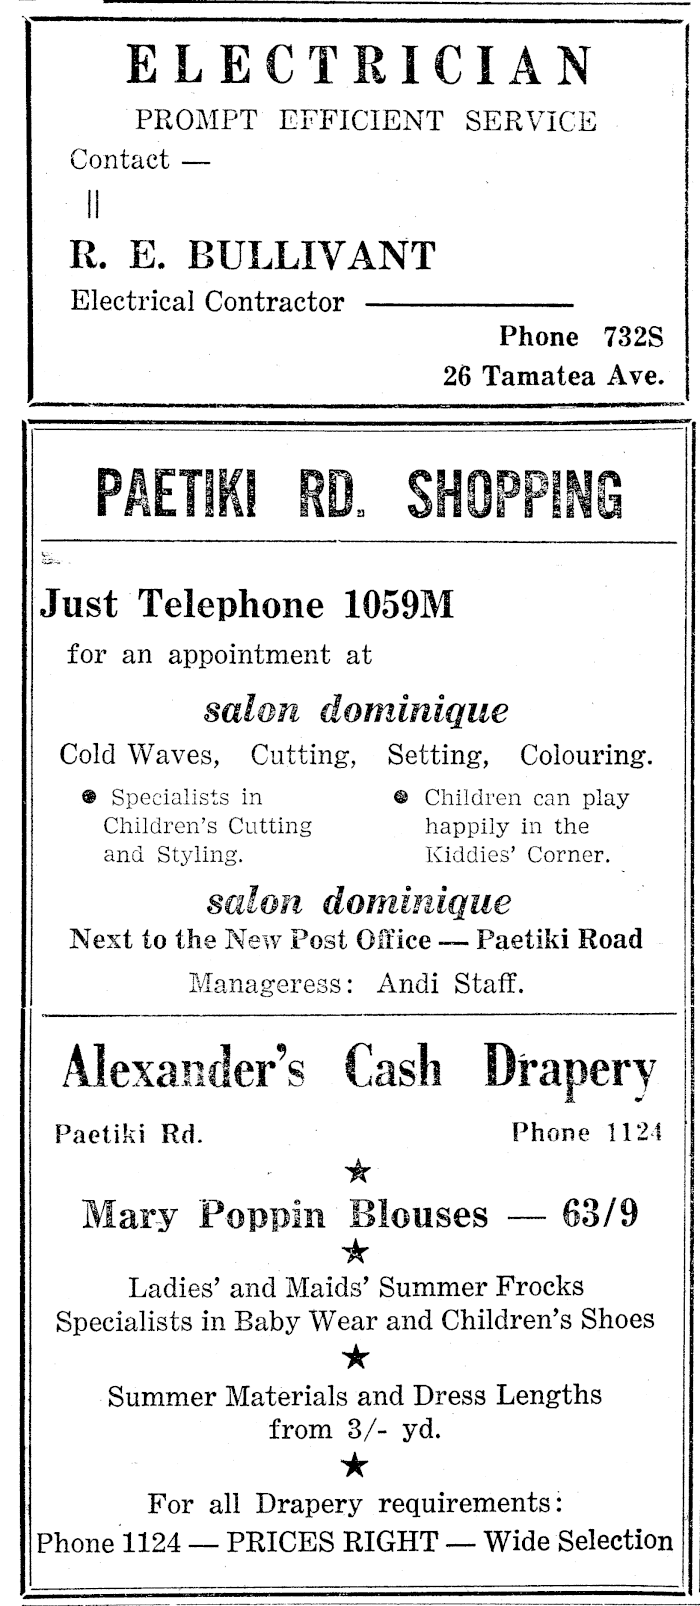 ELECTRICIAN
PROMPT EFFICIENT SERVICE
Contact —
||
R. E. BULLIVANT
Electrical Contractor ————
Phone 732S
26 Tamatea Ave.
PAETIKI RD. SHOPPING
Just Telephone 1059M
for an appointment at
salon dominique
Cold Waves, Cutting, Setting, Colouring.
● Specialists in
Children's Cutting
and Styling.
● Children can play
happily in the
Kiddies' Corner.
salon dominique
Next to the New Post Office — Paetiki Road
Manageress: Andi Staff.
Alexander's Cash Drapery
Paetiki Rd. Phone 1124
★
Mary Poppin Blouses — 63/9
★
Ladies' and Maids' Summer Frocks
Specialists in Baby Wear and Children's Shoes
★
Summer Materials and Dress Lengths
from 3/- yd.
★
For all Drapery requirements:
Phone 1124 — PRICES RIGHT — Wide Selection